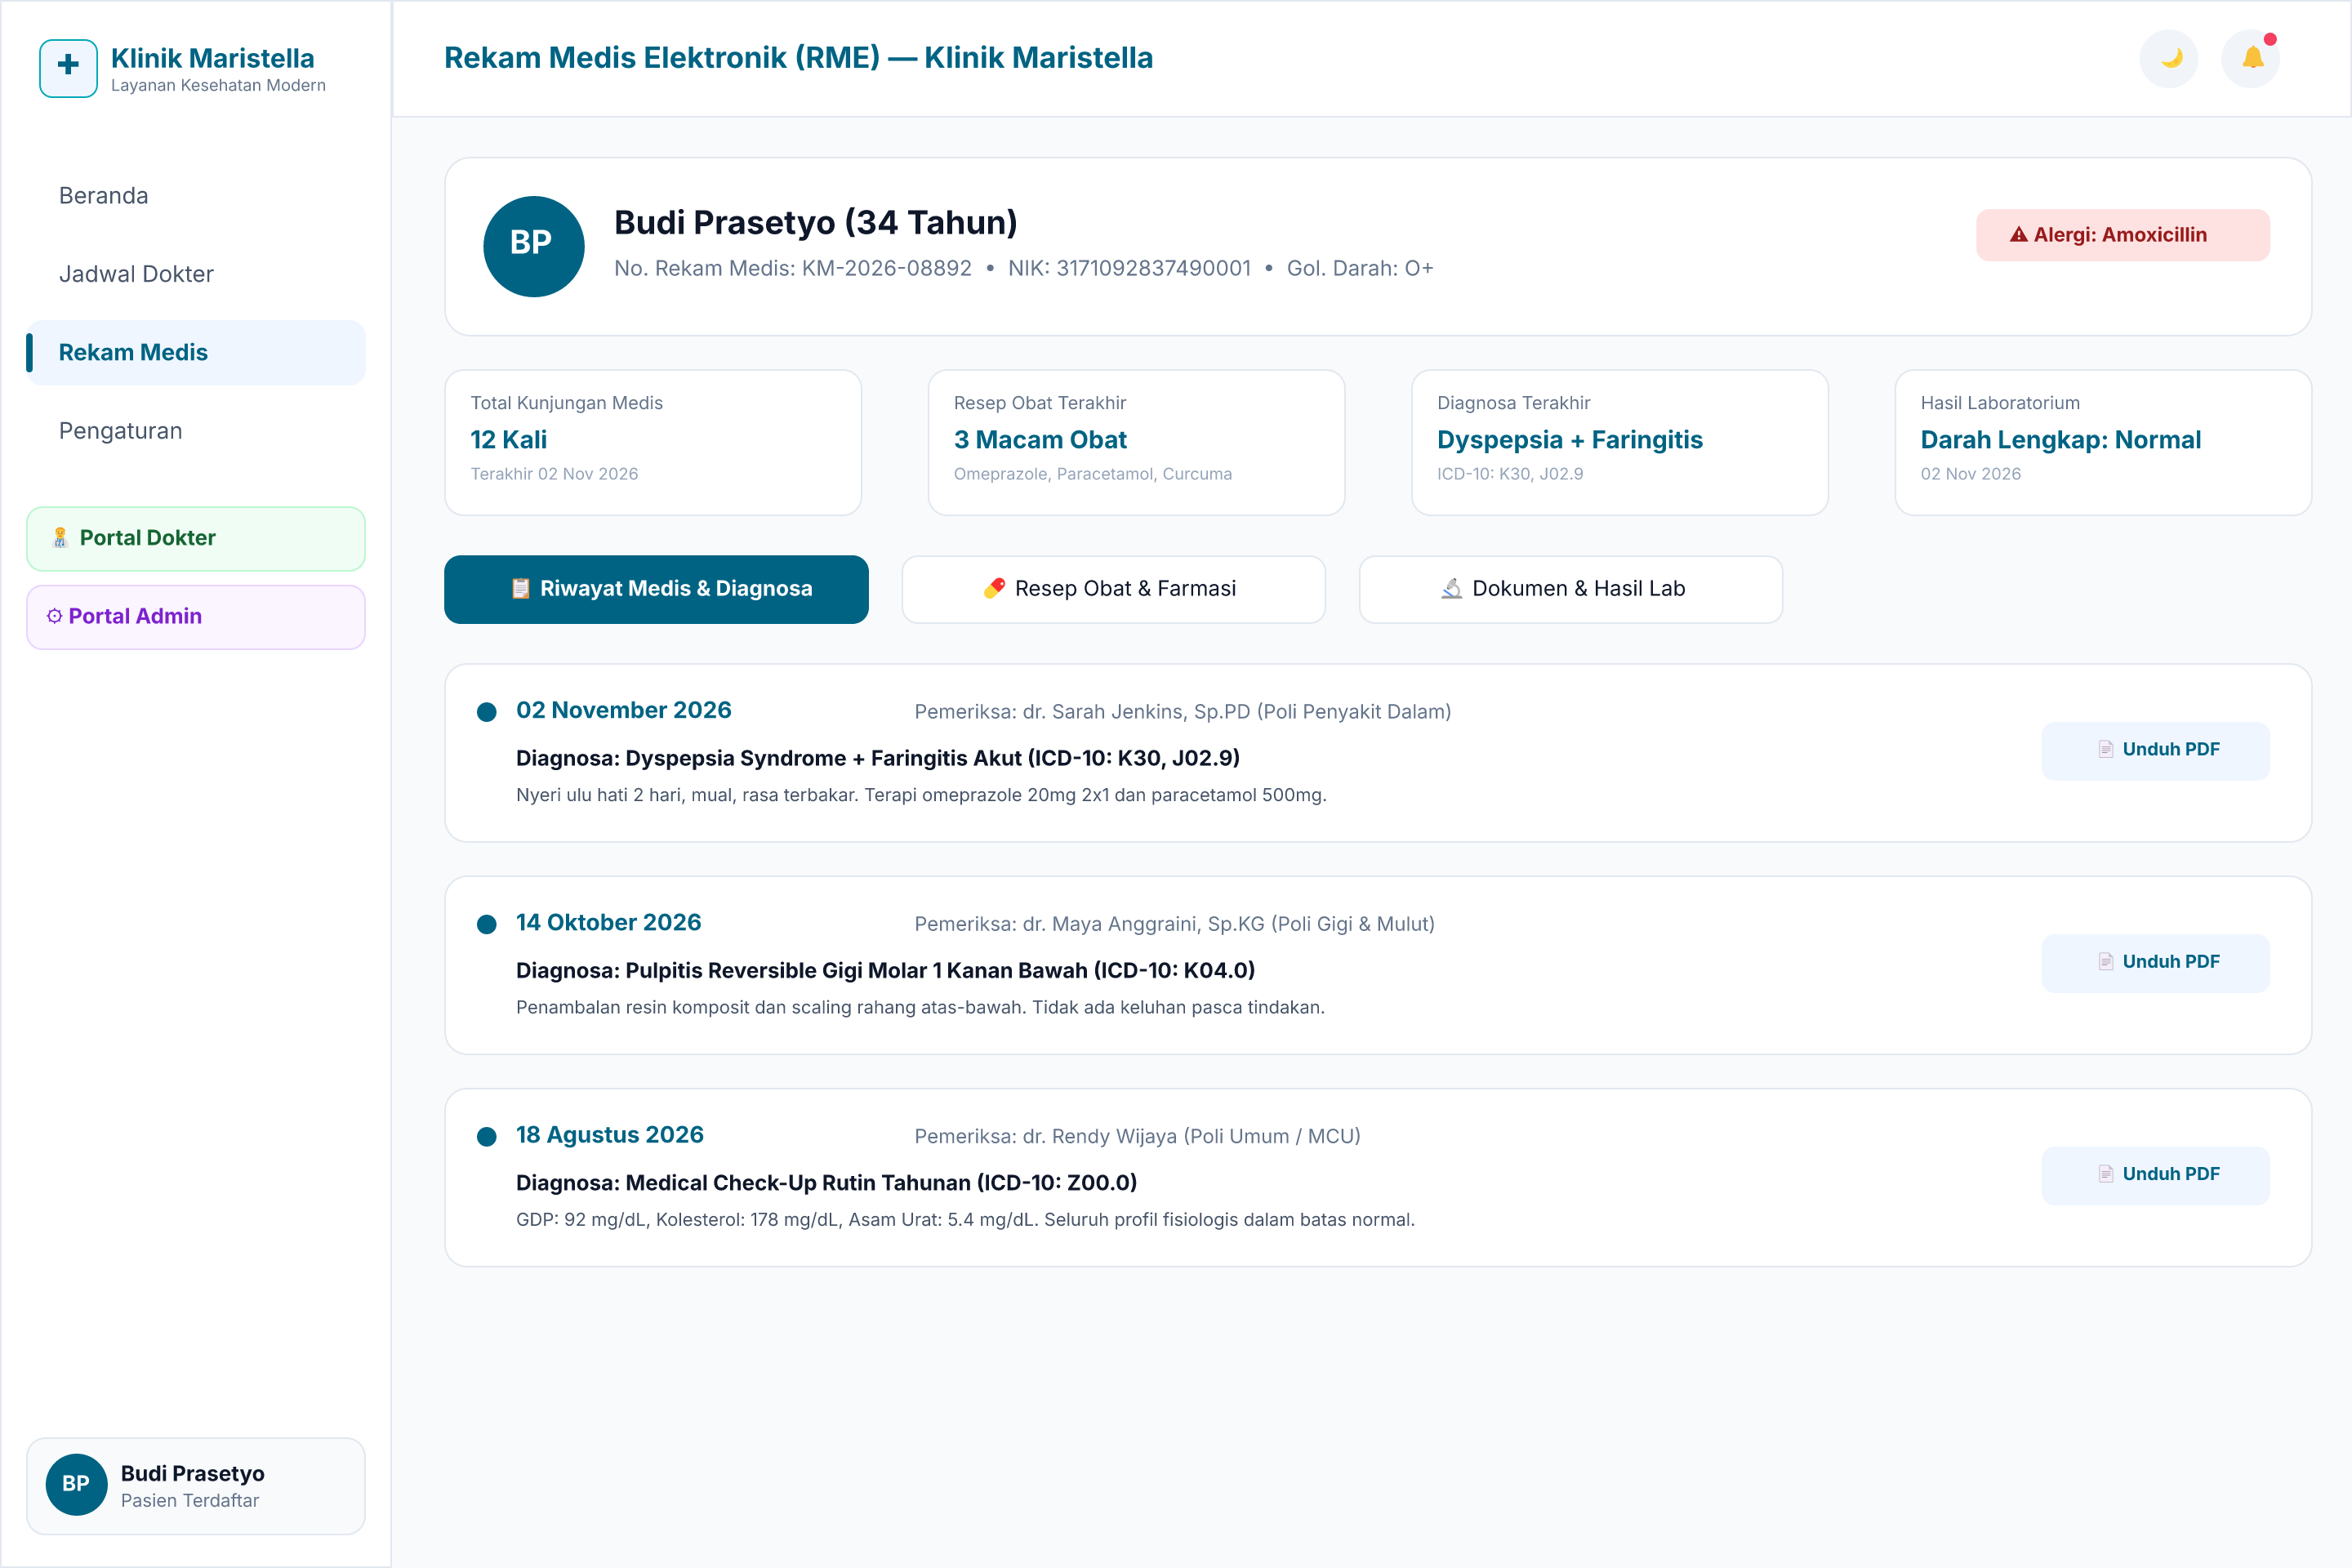 Klinik Maristella
Layanan Kesehatan Modern
Beranda
Jadwal Dokter
Rekam Medis
Pengaturan
Portal Dokter
Portal Admin
BP
Budi Prasetyo
Pasien Terdaftar
Rekam Medis Elektronik (RME) — Klinik Maristella
BP
Budi Prasetyo (34 Tahun)
No. Rekam Medis: KM-2026-08892 • NIK: 3171092837490001 • Gol. Darah: O+
⚠ Alergi: Amoxicillin
Total Kunjungan Medis
12 Kali
Terakhir 02 Nov 2026
Resep Obat Terakhir
3 Macam Obat
Omeprazole, Paracetamol, Curcuma
Diagnosa Terakhir
Dyspepsia + Faringitis
ICD-10: K30, J02.9
Hasil Laboratorium
Darah Lengkap: Normal
02 Nov 2026
Riwayat Medis & Diagnosa
Resep Obat & Farmasi
Dokumen & Hasil Lab
02 November 2026
Pemeriksa: dr. Sarah Jenkins, Sp.PD (Poli Penyakit Dalam)
Diagnosa: Dyspepsia Syndrome + Faringitis Akut (ICD-10: K30, J02.9)
Nyeri ulu hati 2 hari, mual, rasa terbakar. Terapi omeprazole 20mg 2x1 dan paracetamol 500mg.
Unduh PDF
14 Oktober 2026
Pemeriksa: dr. Maya Anggraini, Sp.KG (Poli Gigi & Mulut)
Diagnosa: Pulpitis Reversible Gigi Molar 1 Kanan Bawah (ICD-10: K04.0)
Penambalan resin komposit dan scaling rahang atas-bawah. Tidak ada keluhan pasca tindakan.
Unduh PDF
18 Agustus 2026
Pemeriksa: dr. Rendy Wijaya (Poli Umum / MCU)
Diagnosa: Medical Check-Up Rutin Tahunan (ICD-10: Z00.0)
GDP: 92 mg/dL, Kolesterol: 178 mg/dL, Asam Urat: 5.4 mg/dL. Seluruh profil fisiologis dalam batas normal.
Unduh PDF